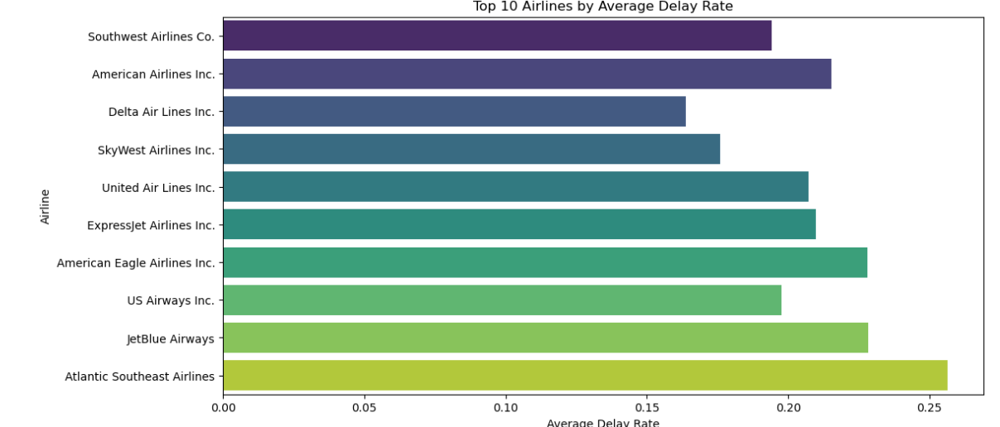 Top 10 Airlines by Average Delay Rate
Southwest Airlines Co.
American Airlines Inc.
Delta Air Lines Inc.
SkyWest Airlines Inc.
United Air Lines Inc.
ExpressJet Airlines Inc.
American Eagle Airlines Inc.
US Airways Inc.
JetBlue Airways
Atlantic Southeast Airlines
Airline
0.00 0.05 0.10 0.15 0.20 0.25
Average Delay Rate